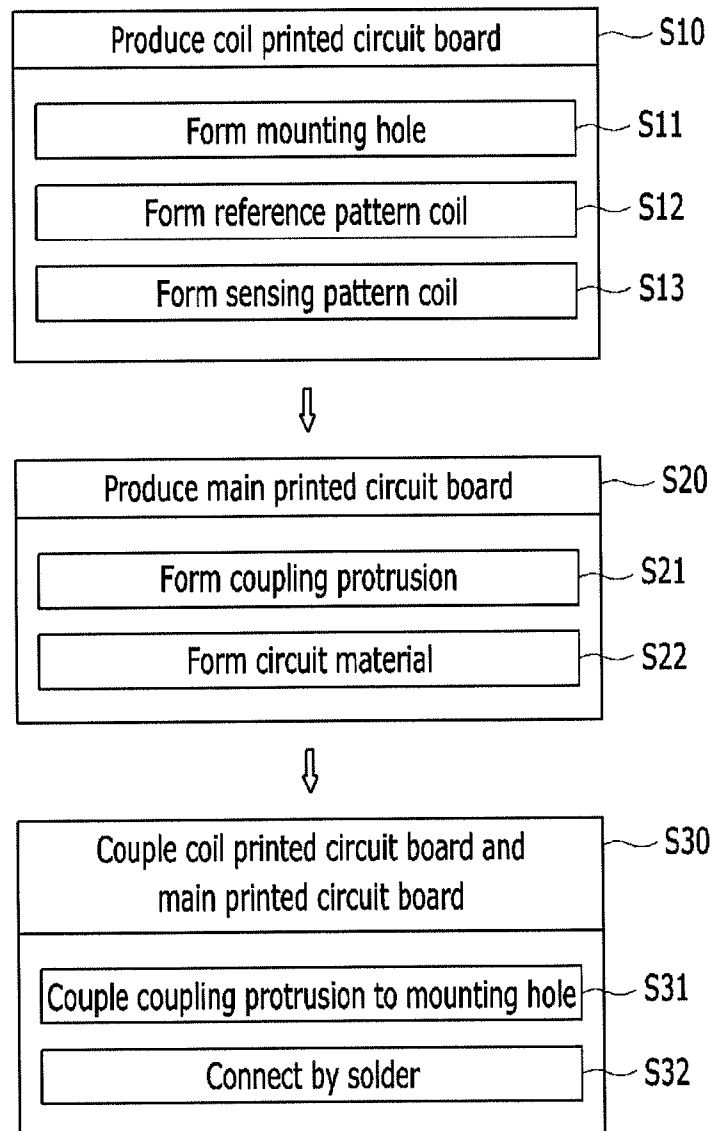 Produce coil printed circuit board S10
Form mounting hole S11
Form reference pattern coil S12
Form sensing pattern coil S13
Produce main printed circuit board S20
Form coupling protrusion S21
Form circuit material S22
Couple coil printed circuit board and S30
main printed circuit board
Couple coupling protrusion to mounting hole S31
Connect by solder S32